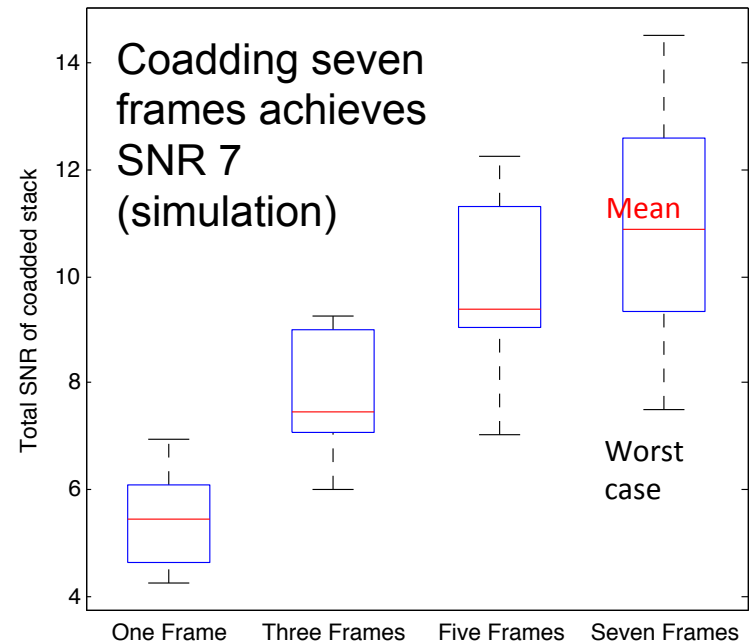 Coadding seven
frames achieves
SNR 7
(simulation)
Mean
Worst
case
Total SNR of coadded stack
14
12
10
8
6
4
One Frame Three Frames Five Frames Seven Frames